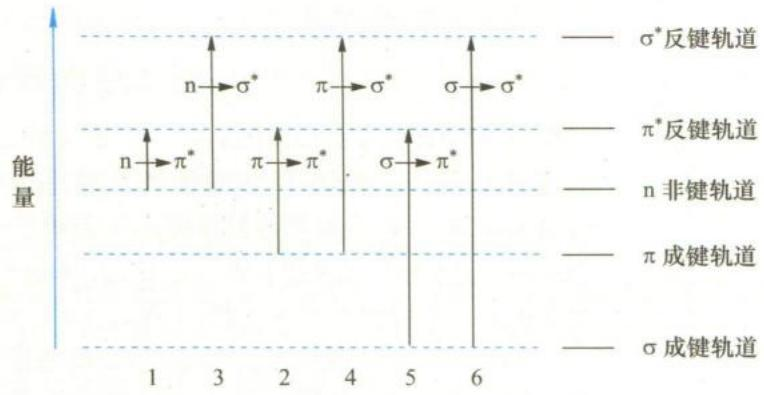 σ*反键轨道
n→σ* π→σ* σ→σ*
π*反键轨道
n→π* π→π* σ→π*
能量
n 非键轨道
π 成键轨道
σ 成键轨道
1 3 2 4 5 6